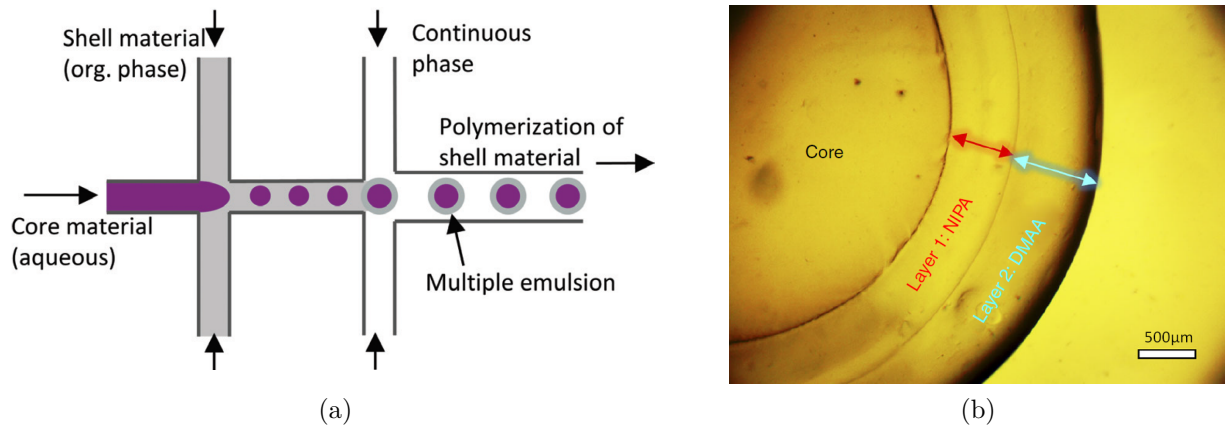 Shell material
(org. phase)
Continuous
phase
Polymerization of
shell material
Core material
(aqueous)
Multiple emulsion
(a)
Core
Layer 1: NIPA
Layer 2: DMAA
500µm
(b)